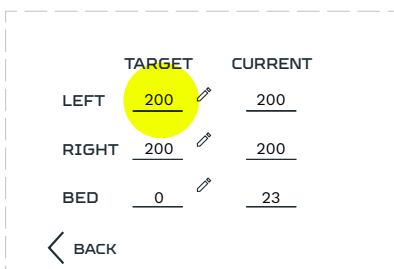 TARGET CURRENT
LEFT 200 200
RIGHT 200 200
BED 0 23
BACK